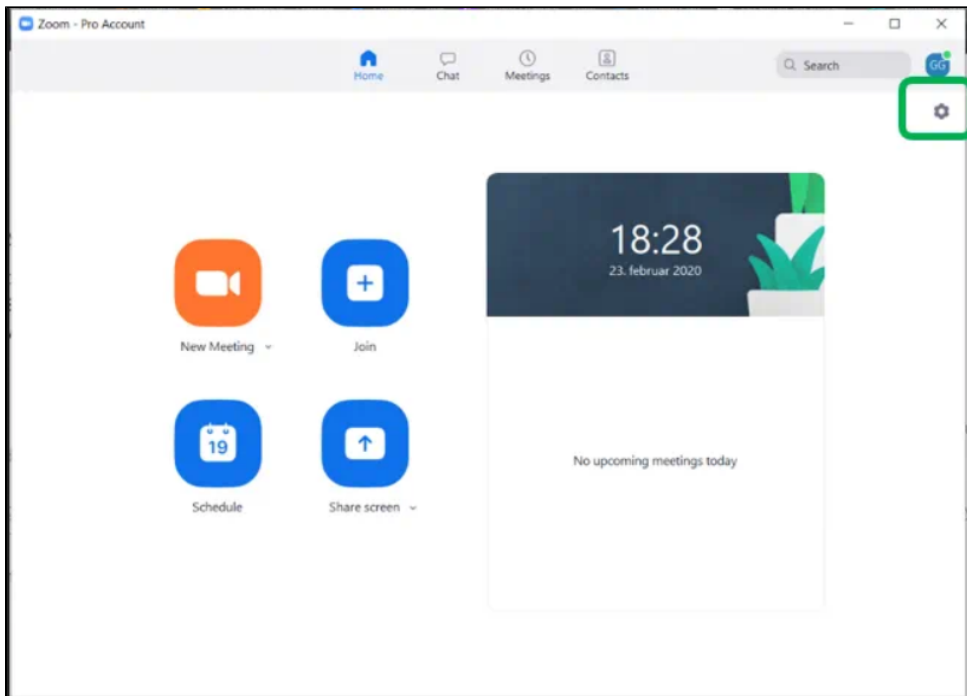 Zoom - Pro Account
Home
Chat
Meetings
Contacts
Search
GG
18:28
23. februar 2020
New Meeting
Join
19
Schedule
Share screen
No upcoming meetings today